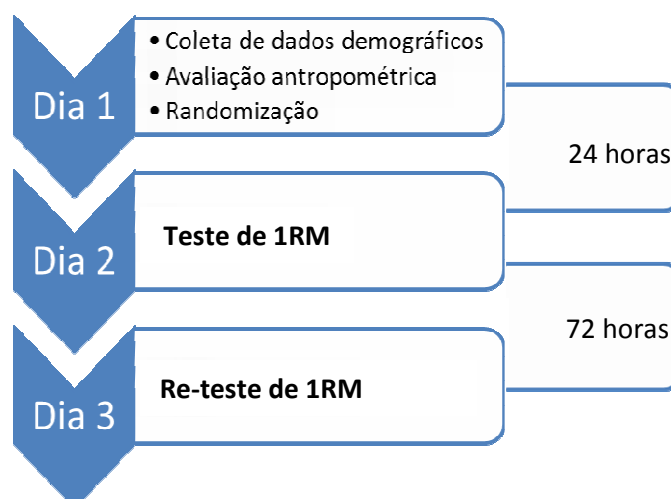 Dia 1
• Coleta de dados demográficos
• Avaliação antropométrica
• Randomização
24 horas
Dia 2
Teste de 1RM
72 horas
Dia 3
Re-teste de 1RM